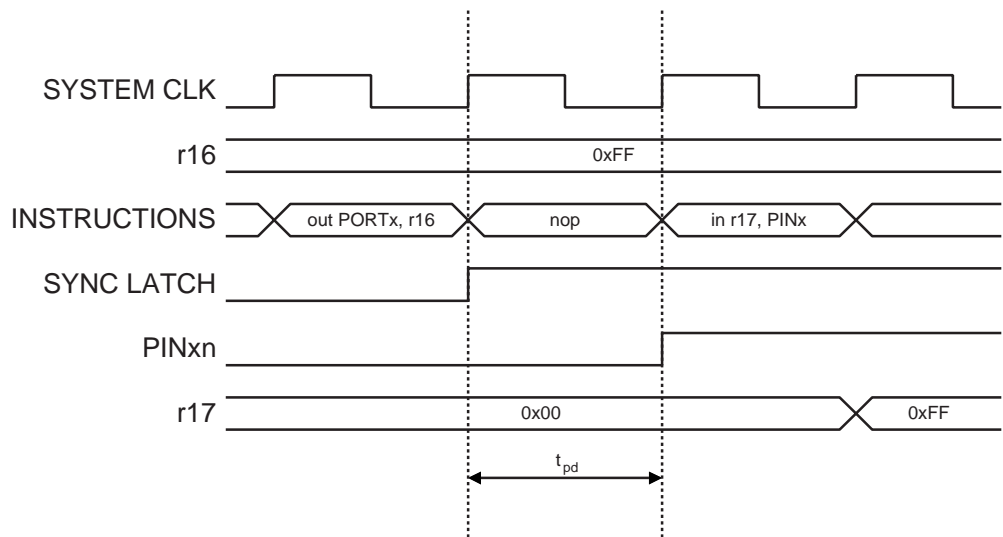 SYSTEM CLK
r16
0xFF
INSTRUCTIONS
out PORTx, r16
nop
in r17, PINx
SYNC LATCH
PINxn
r17
0x00
0xFF
tpd